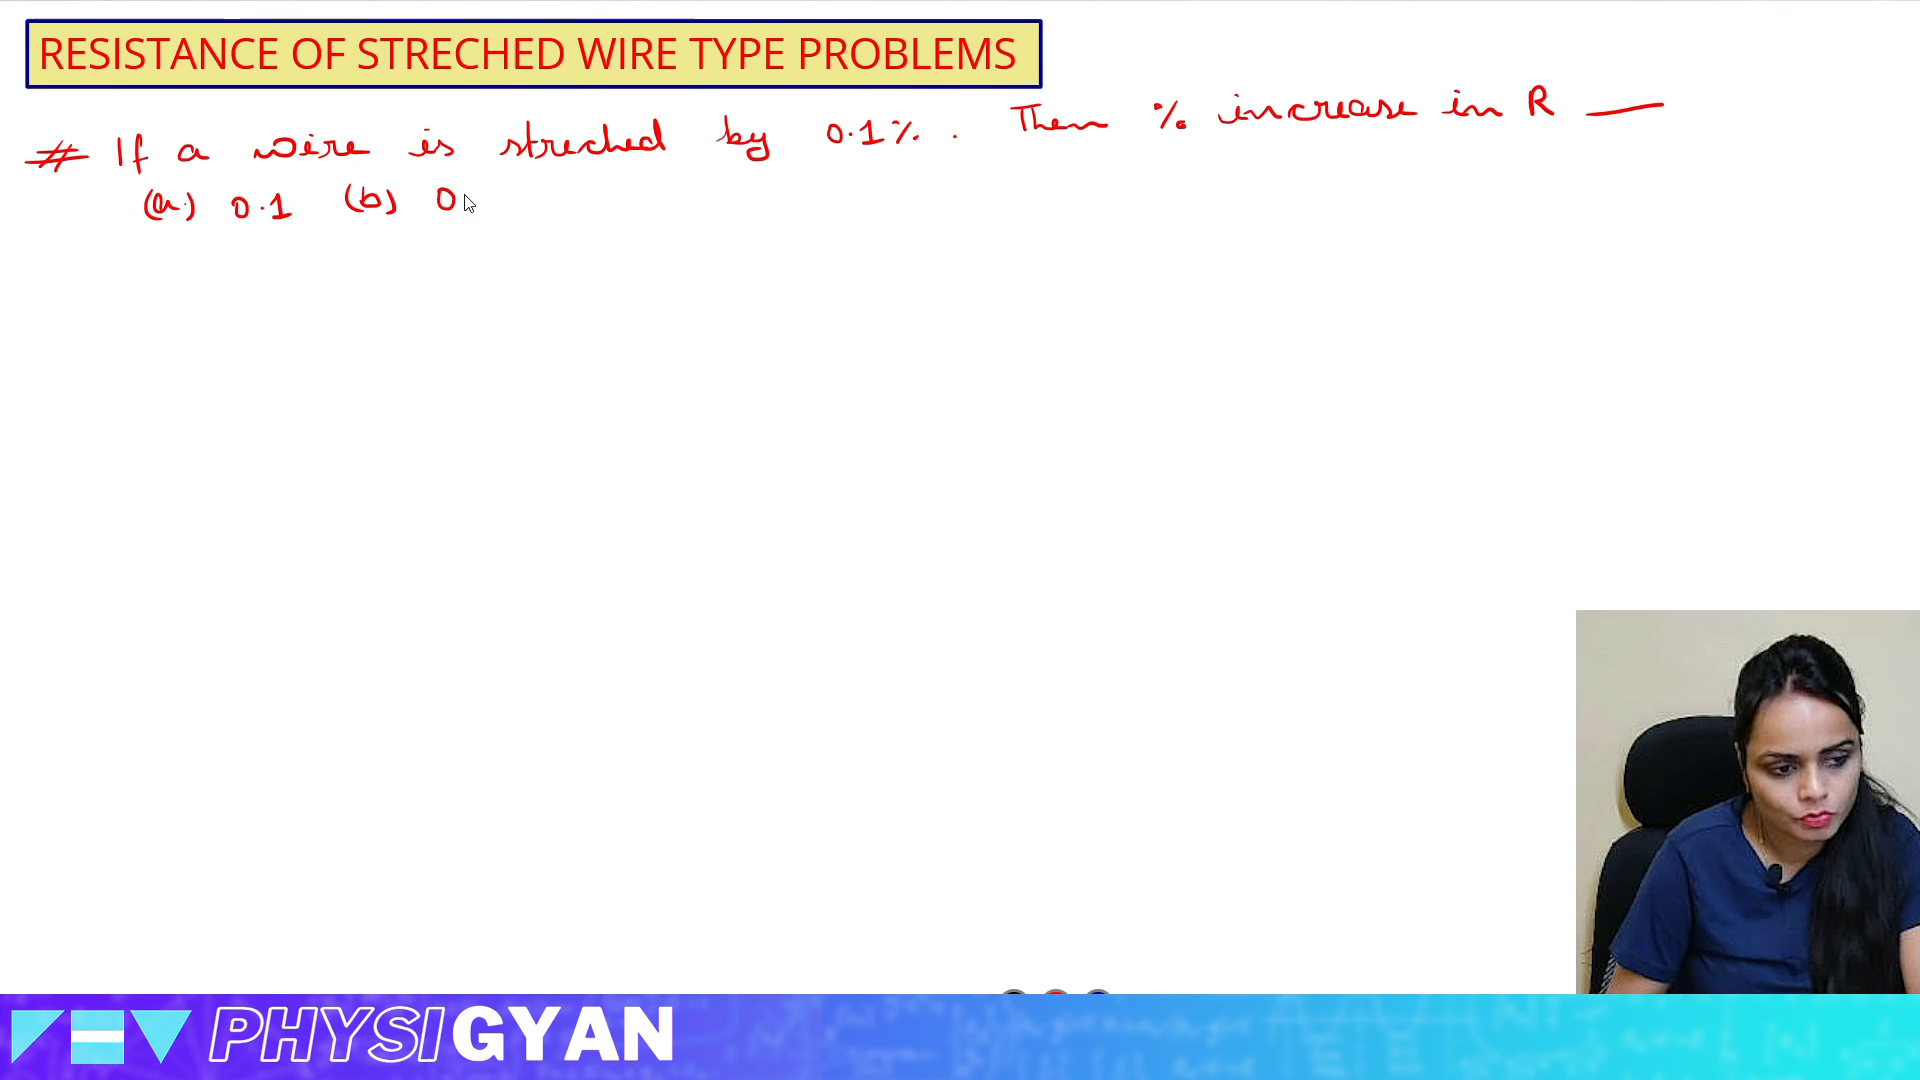 RESISTANCE OF STRECHED WIRE TYPE PROBLEMS
# If a wire is streched by 0.1%. Then % increase in R __
(a) 0.1 (b) 0.
PHYSIGYAN